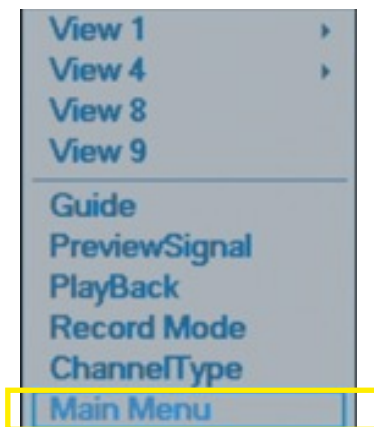 View 1
View 4
View 8
View 9
Guide
PreviewSignal
PlayBack
Record Mode
ChannelType
Main Menu